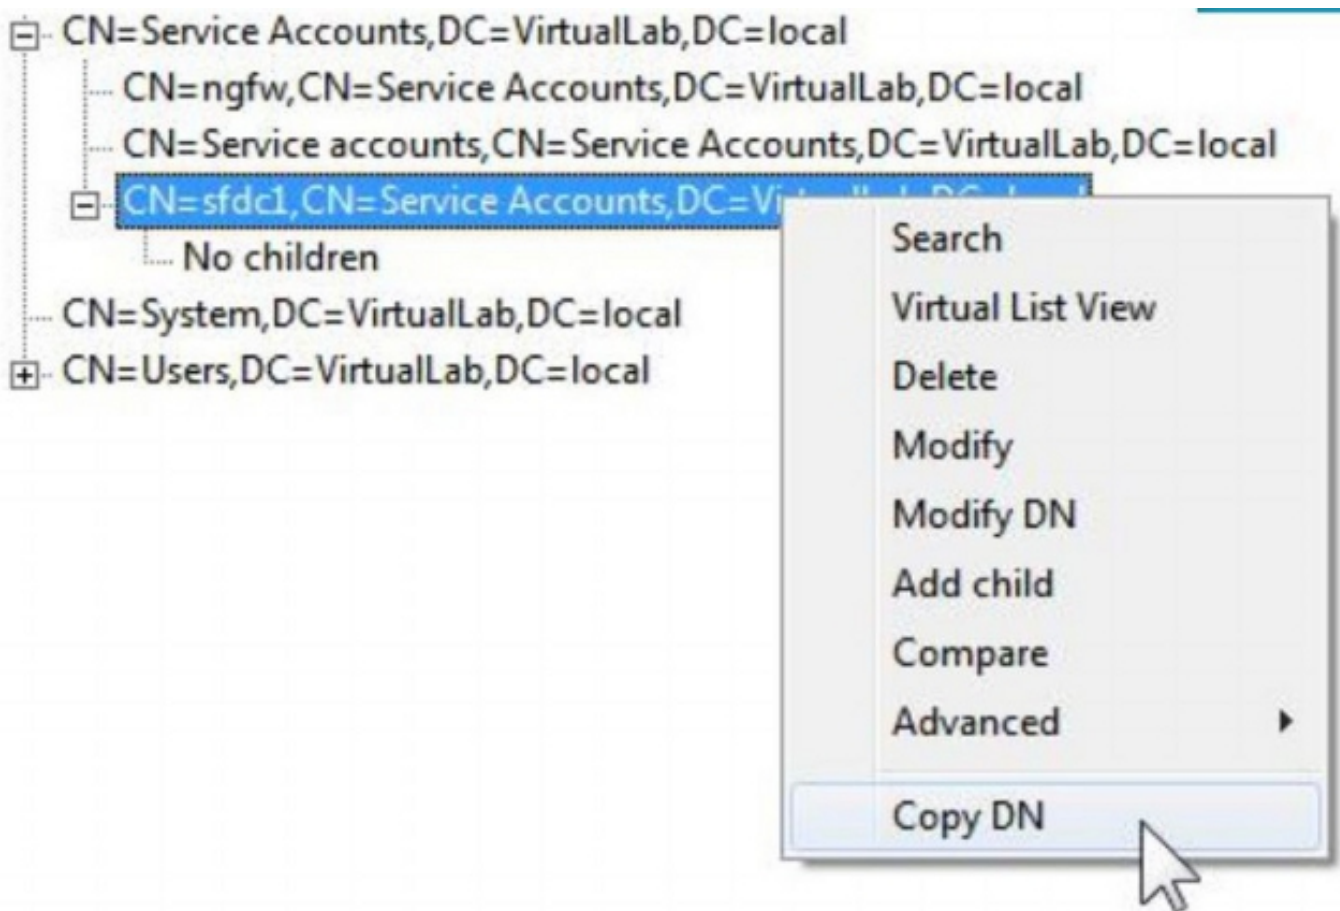 CN=Service Accounts,DC=VirtualLab,DC=local
CN=ngfw,CN=Service Accounts,DC=VirtualLab,DC=local
CN=Service accounts,CN=Service Accounts,DC=VirtualLab,DC=local
CN=sfdc1,CN=Service Accounts,DC=
No children
CN=System,DC=VirtualLab,DC=local
CN=Users,DC=VirtualLab,DC=local
Search
Virtual List View
Delete
Modify
Modify DN
Add child
Compare
Advanced
Copy DN